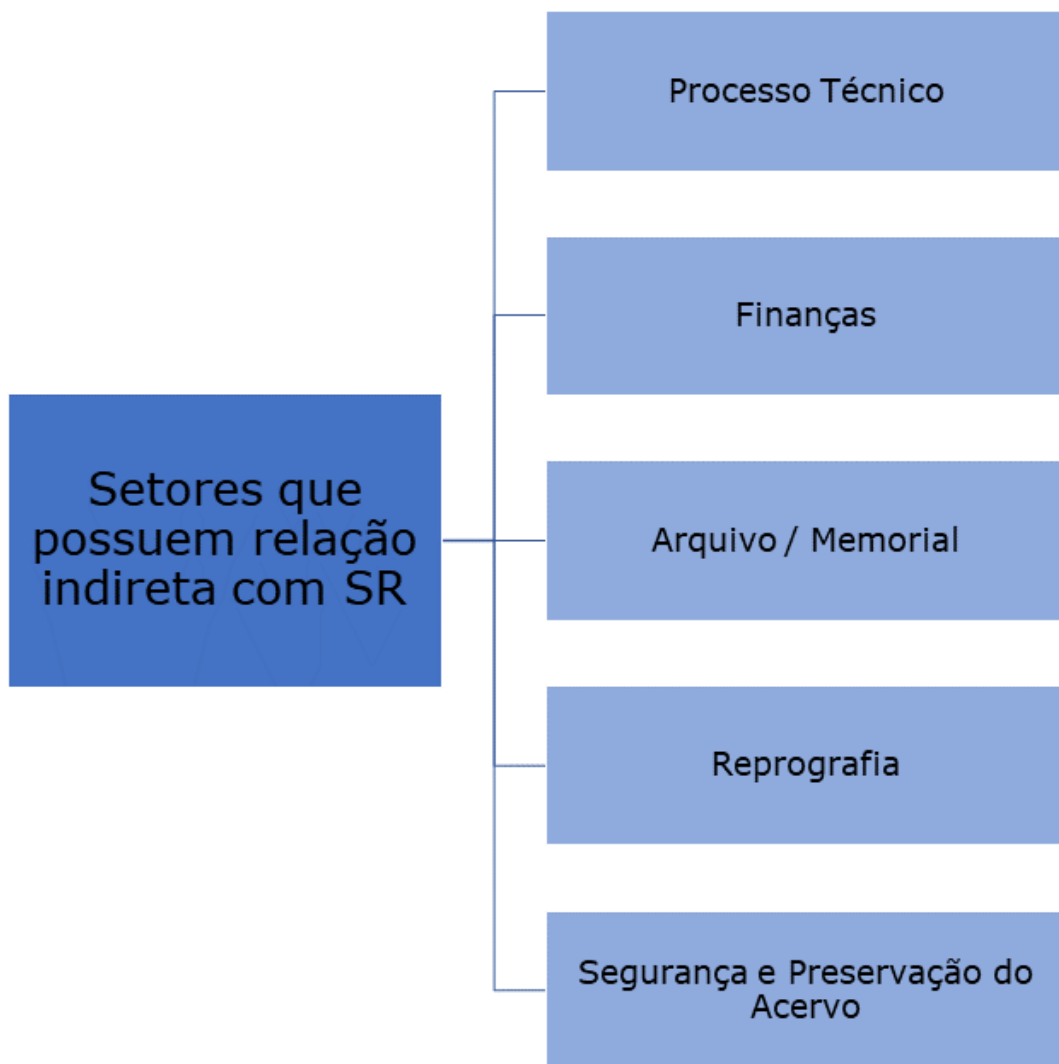 Setores que
possuem relação
indireta com SR
Processo Técnico
Finanças
Arquivo / Memorial
Reprografia
Segurança e Preservação do
Acervo